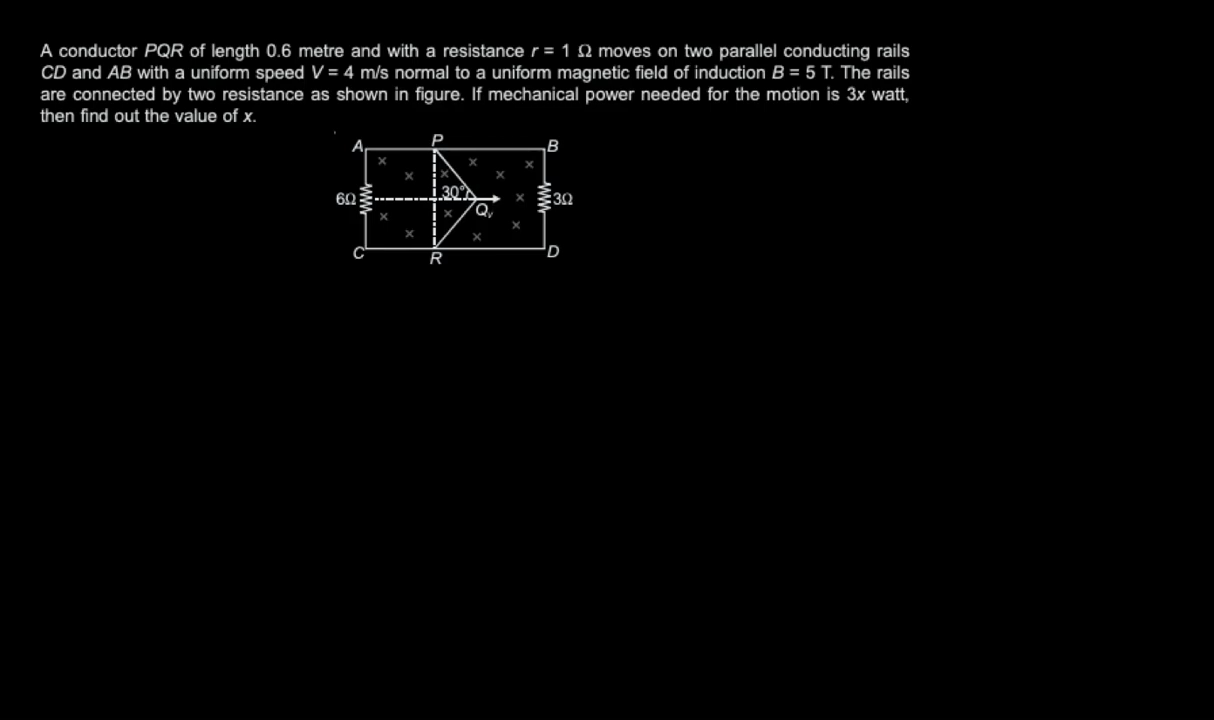 A conductor PQR of length 0.6 metre and with a resistance r = 1 Ω moves on two parallel conducting rails
CD and AB with a uniform speed V = 4 m/s normal to a uniform magnetic field of induction B = 5 T. The rails
are connected by two resistance as shown in figure. If mechanical power needed for the motion is 3x watt,
then find out the value of x.
A P B
6Ω 30° 3Ω
Q v
C R D